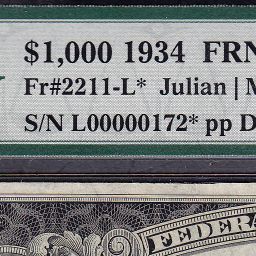 $1,000 1934 FRN
Fr#2211-L* Julian | M
S/N L00000172* pp D
FEDERA